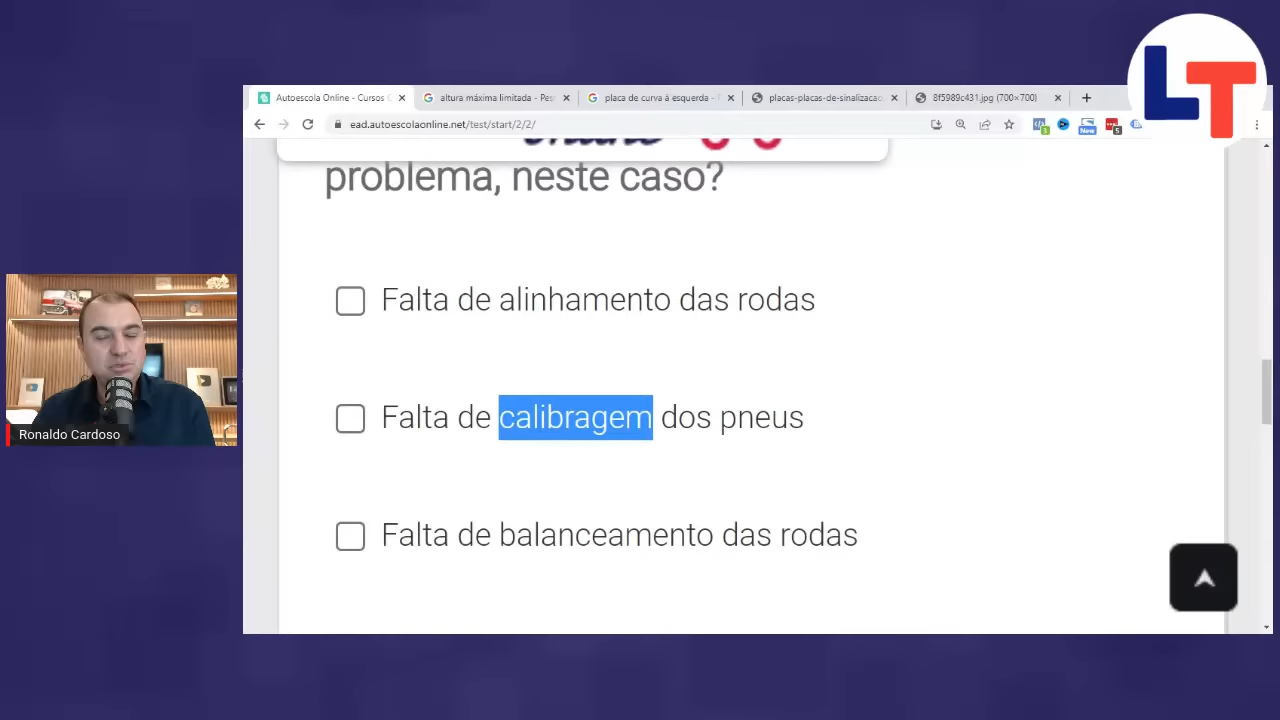 LT
Autoescola Online - Cursos
altura máxima limitada - Pes
placa de curva à esquerda -
placas-placas-de-sinalizaca
8f5989c431.jpg (700×700)
ead.autoescolaonline.net/test/start/2/2/
New
5
problema, neste caso?
Falta de alinhamento das rodas
Falta de calibragem dos pneus
Falta de balanceamento das rodas
Ronaldo Cardoso